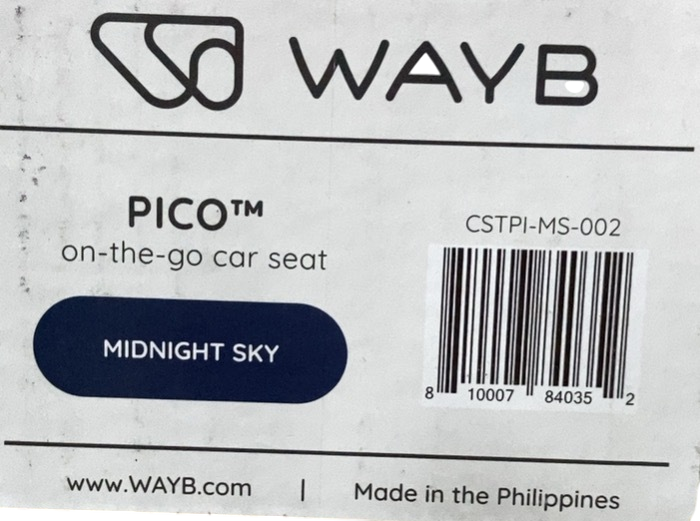 WAYB
PICO™
on-the-go car seat
MIDNIGHT SKY
CSTPI-MS-002
8 10007 84035 2
www.WAYB.com | Made in the Philippines